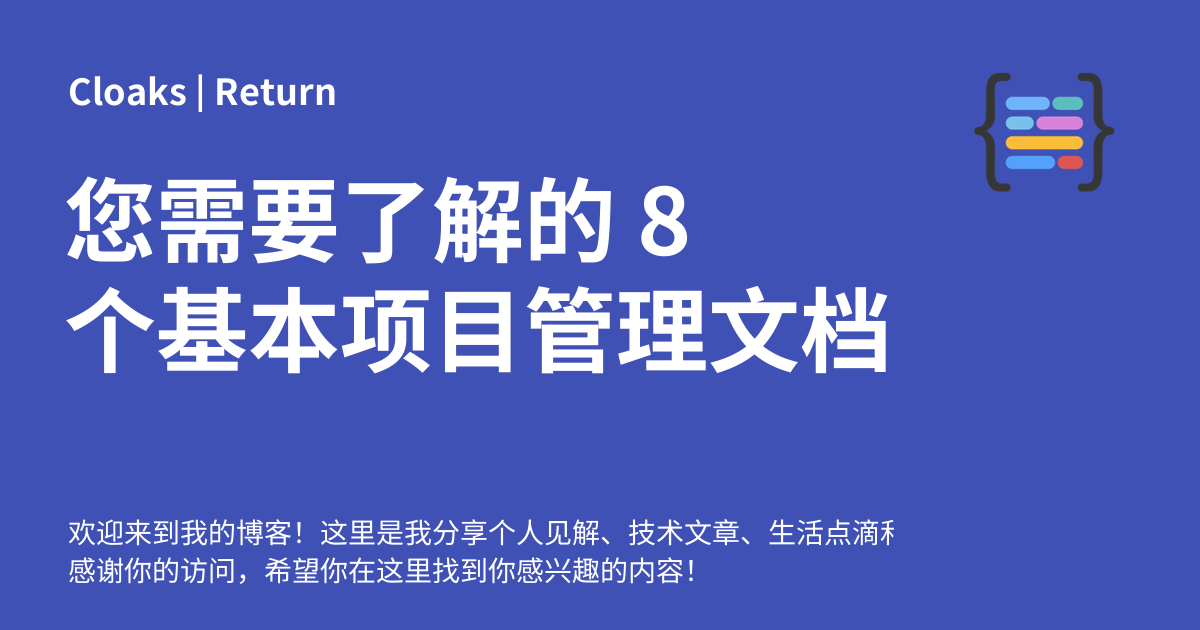 Cloaks | Return
您需要了解的 8
个基本项目管理文档
欢迎来到我的博客！这里是我分享个人见解、技术文章、生活点滴
感谢你的访问，希望你在这里找到你感兴趣的内容！